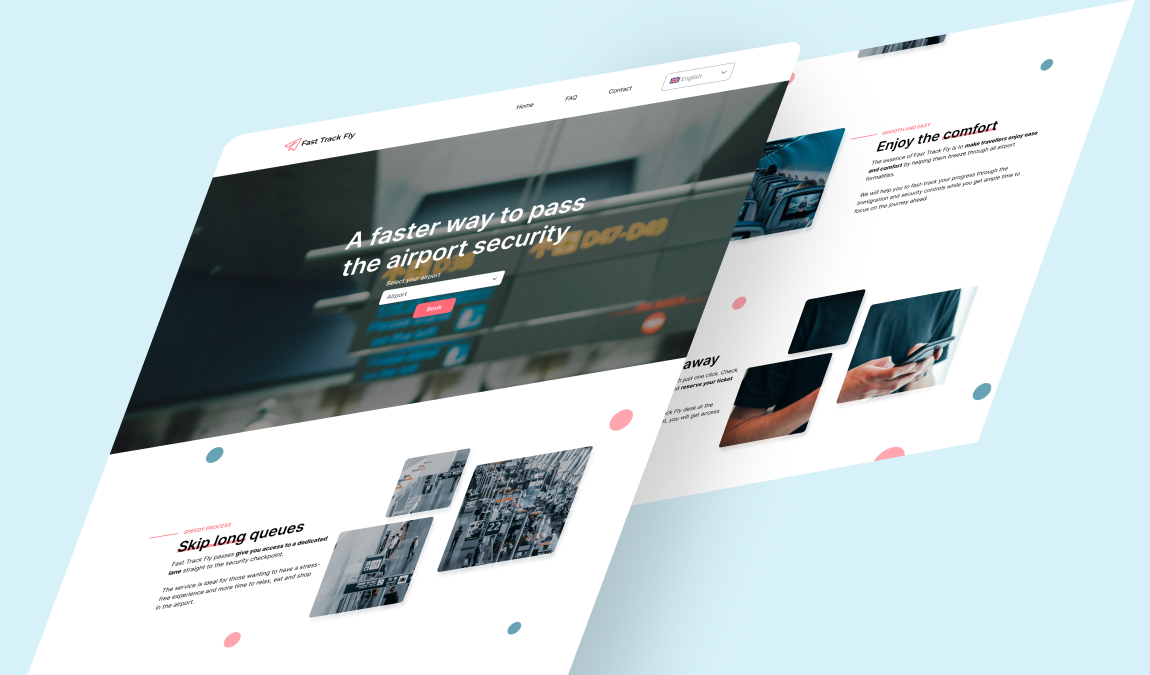 Fast Track Fly
Home
FAQ
Contact
English
A faster way to pass
the airport security
Select your airport
Airport
Book
D47-D49
SPEEDY PROCESS
Skip long queues
Fast Track Fly passes give you access to a dedicated
lane straight to the security checkpoint.
The service is ideal for those wanting to have a stress-
free experience and more time to relax, eat and shop
in the airport.
22
SMOOTH AND EASY
Enjoy the comfort
The essence of Fast Track Fly is to make travellers enjoy ease
and comfort by helping them breeze through all airport
formalities.
We will help you to fast-track your progress through the
immigration and security controls while you get ample time to
focus on the journey ahead.
away
just one click. Check
reserve your ticket
Fly desk at the
you will get access